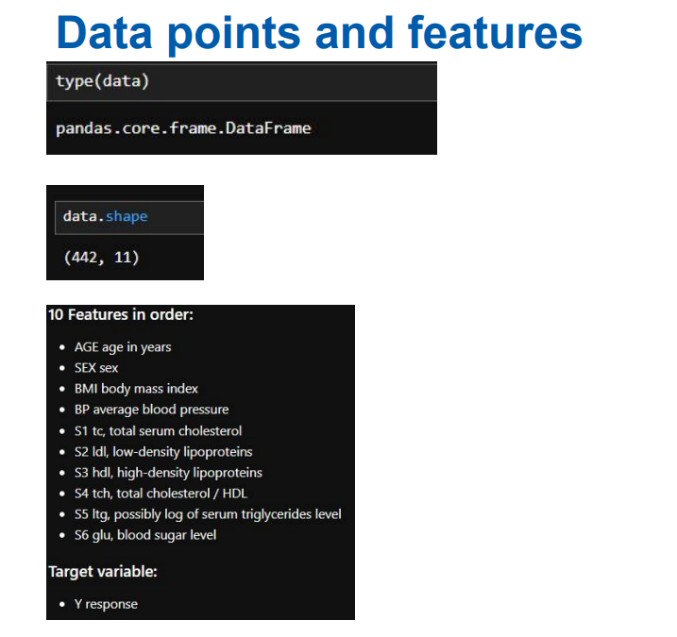 Data points and features
type(data)
pandas.core.frame.DataFrame
data.shape
(442, 11)
10 Features in order:
• AGE age in years
• SEX sex
• BMI body mass index
• BP average blood pressure
• S1 tc, total serum cholesterol
• S2 ldl, low-density lipoproteins
• S3 hdl, high-density lipoproteins
• S4 tch, total cholesterol / HDL
• S5 ltg, possibly log of serum triglycerides level
• S6 glu, blood sugar level
Target variable:
• Y response